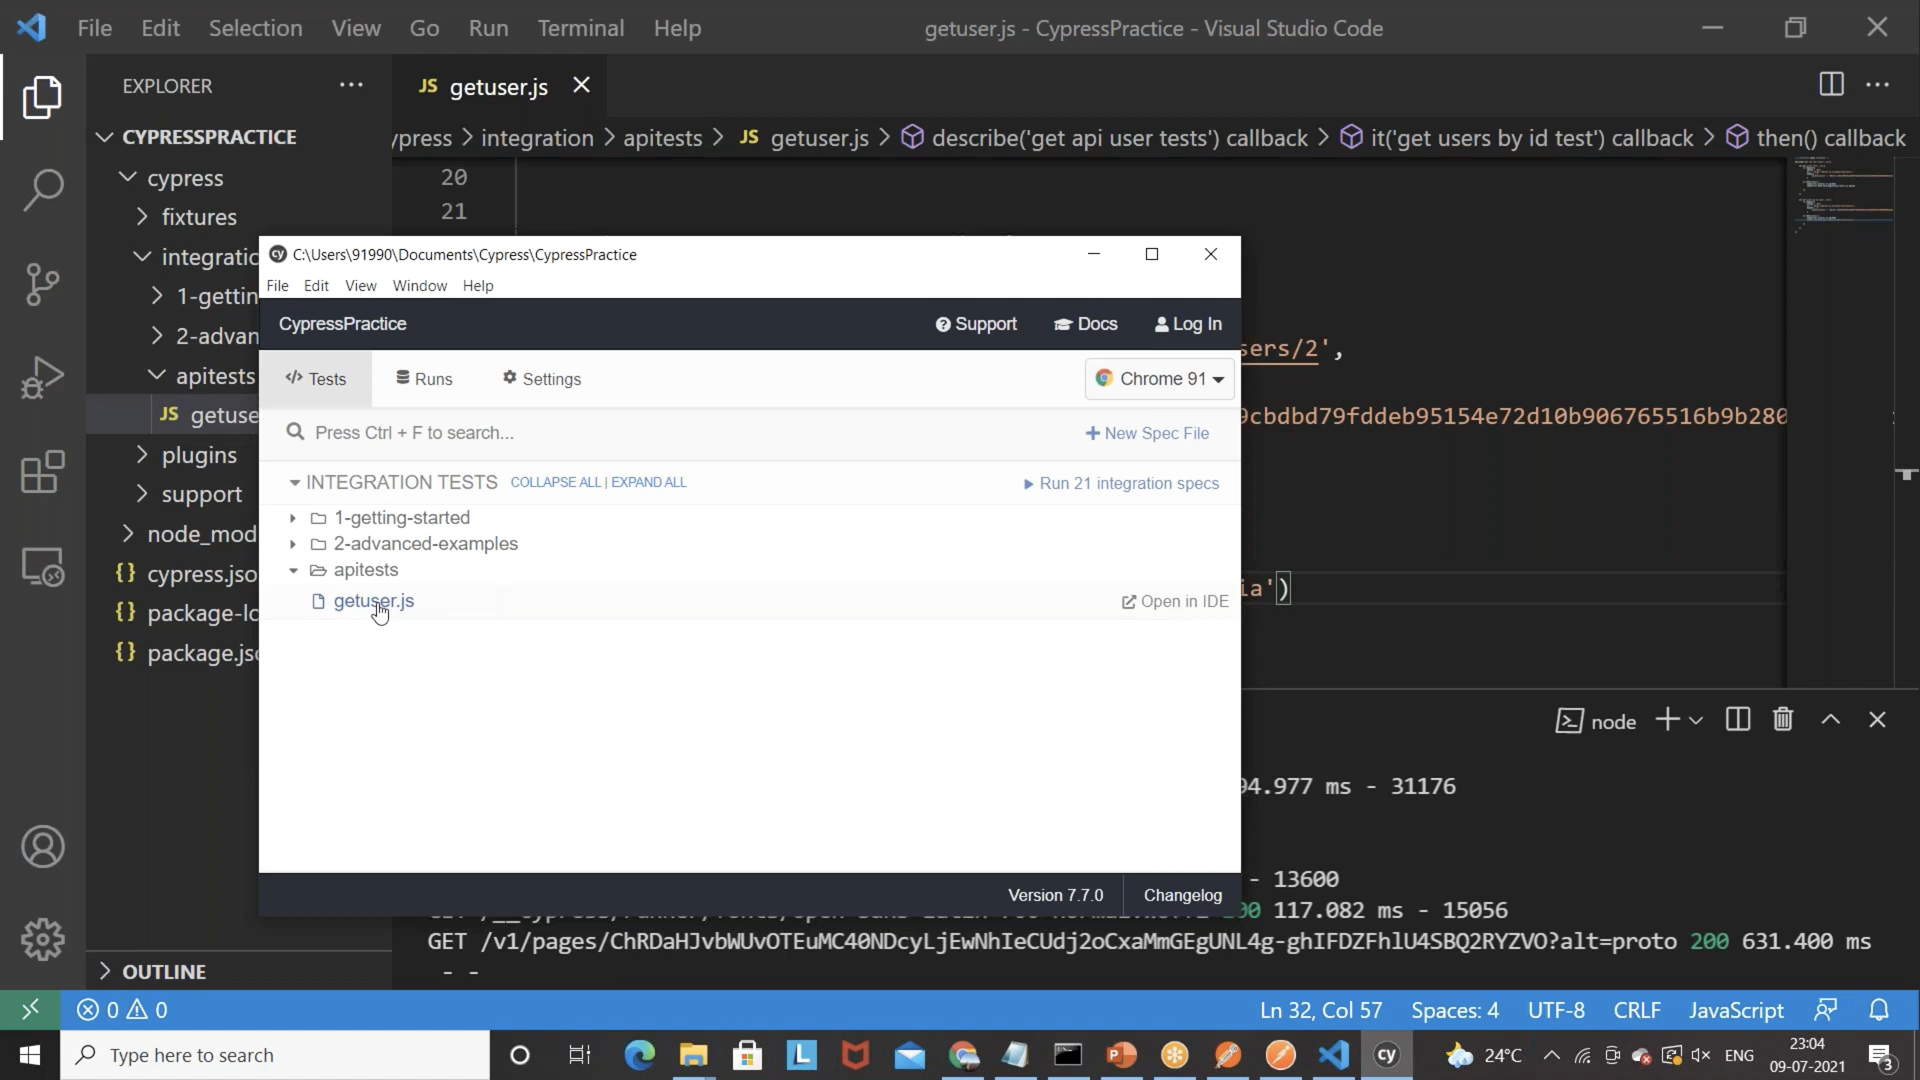 File Edit Selection View Go Run Terminal Help
getuser.js - CypressPractice - Visual Studio Code
EXPLORER
JS getuser.js
CYPRESSPRACTICE
ypress > integration > apitests > JS getuser.js > describe('get api user tests') callback > it('get users by id test') callback > then() callback
cypress
20
fixtures
21
integratio
1-gettin
2-advan
apitests
JS getuse
plugins
support
node_mod
{} cypress.jso
{} package-lo
{} package.jso
cy C:\Users\91990\Documents\Cypress\CypressPractice
File Edit View Window Help
CypressPractice
Support Docs Log In
</> Tests Runs Settings
Chrome 91
Press Ctrl + F to search...
+ New Spec File
INTEGRATION TESTS COLLAPSE ALL | EXPAND ALL
Run 21 integration specs
1-getting-started
2-advanced-examples
apitests
getuser.js
Open in IDE
Version 7.7.0 Changelog
sers/2',
cbdbd79fddeb95154e72d10b906765516b9b280
ia')
node
94.977 ms - 31176
- 13600
117.082 ms - 15056
GET /v1/pages/ChRDaHJvbWUvOTEuMC40NDcyLjEwNhIeCUdj2oCxaMmGEgUNL4g-ghIFDZFhlU4SBQ2RYZVO?alt=proto 200 631.400 ms
- -
OUTLINE
0 0
Ln 32, Col 57 Spaces: 4 UTF-8 CRLF JavaScript
Type here to search
24°C
ENG
23:04
09-07-2021
3